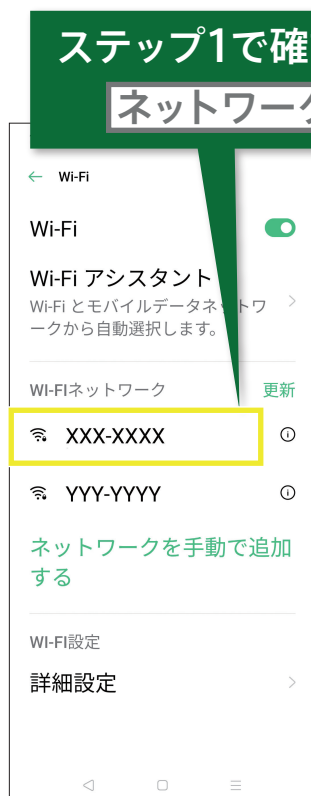 ステップ1で確
ネットワーク
Wi-Fi
Wi-Fi
Wi-Fi アシスタント
Wi-Fi とモバイルデータネットワ
ークから自動選択します。
WI-FIネットワーク 更新
XXX-XXXX
YYY-YYYY
ネットワークを手動で追加
する
WI-FI設定
詳細設定